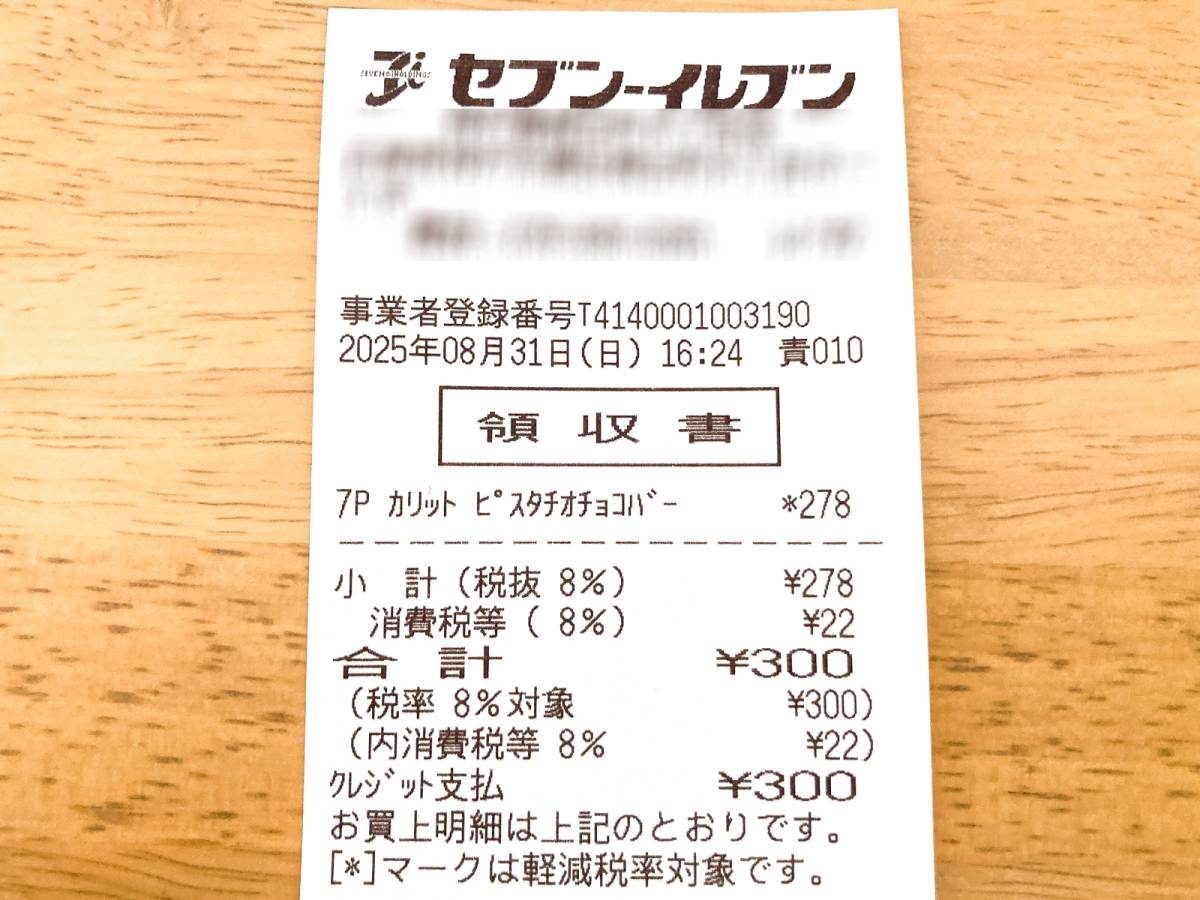 SEVEN&i HOLDINGS
セブン-イレブン
事業者登録番号T4140001003190
2025年08月31日(日) 16:24 責010
領収書
7P カリット ピスタチオチョコバー *278
小 計(税抜 8%) ¥278
消費税等( 8%) ¥22
合 計 ¥300
(税率 8%対象 ¥300)
(内消費税等 8% ¥22)
クレジット支払 ¥300
お買上明細は上記のとおりです。
[*]マークは軽減税率対象です。